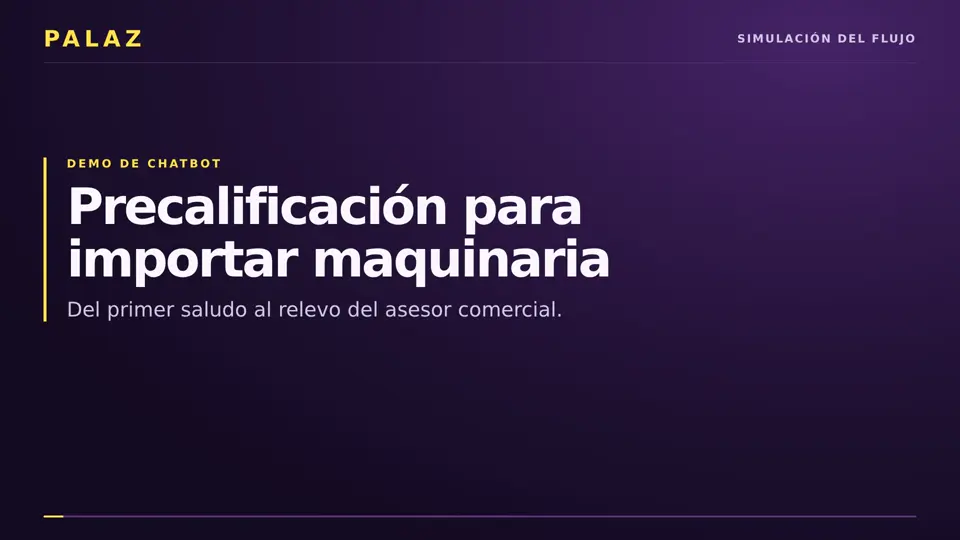 PALAZ
SIMULACIÓN DEL FLUJO
DEMO DE CHATBOT
Precalificación para
importar maquinaria
Del primer saludo al relevo del asesor comercial.